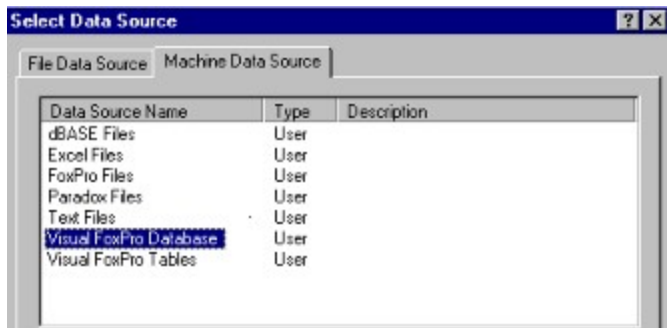 Select Data Source
File Data Source Machine Data Source
Data Source Name Type Description
dBASE Files User
Excel Files User
FoxPro Files User
Paradox Files User
Text Files User
Visual FoxPro Database User
Visual FoxPro Tables User